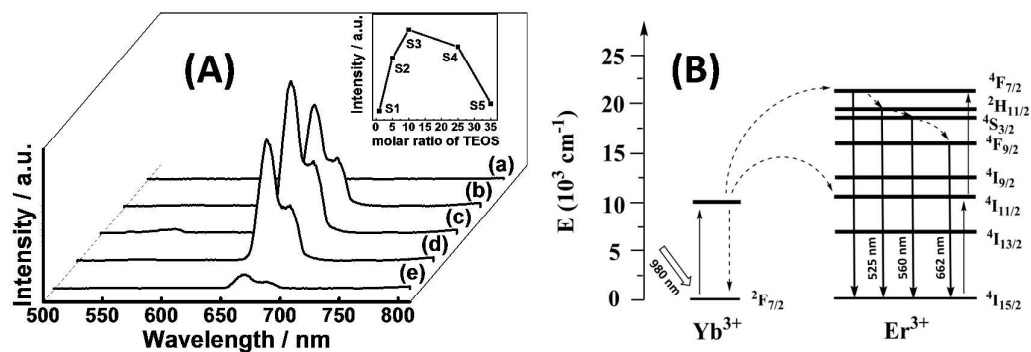 (A)
Intensity / a.u.
S1
S2
S3
S4
S5
0 5 10 15 20 25 30 35
molar ratio of TEOS
Intensity / a.u.
(a)
(b)
(c)
(d)
(e)
500 550 600 650 700 750 800
Wavelength / nm
(B)
E (10³ cm⁻¹)
25
20
15
10
5
0
980 nm
²F₇/₂
Yb³⁺
⁴F₇/₂
²H₁₁/₂
⁴S₃/₂
⁴F₉/₂
⁴I₉/₂
⁴I₁₁/₂
⁴I₁₃/₂
⁴I₁₅/₂
525 nm
560 nm
662 nm
Er³⁺